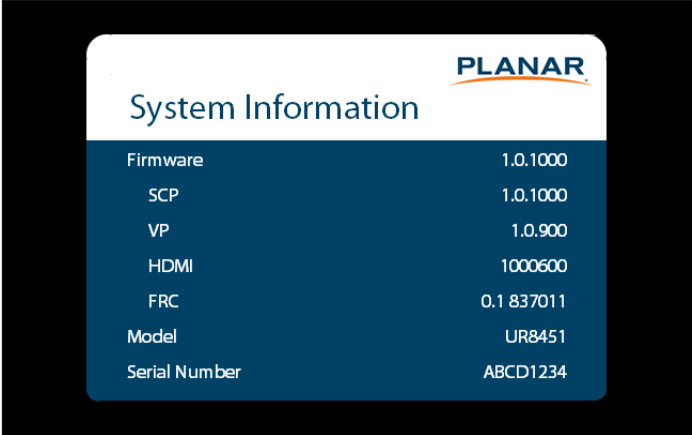 PLANAR
System Information
Firmware 1.0.1000
SCP 1.0.1000
VP 1.0.900
HDMI 1000600
FRC 0.1 837011
Model UR8451
Serial Number ABCD1234